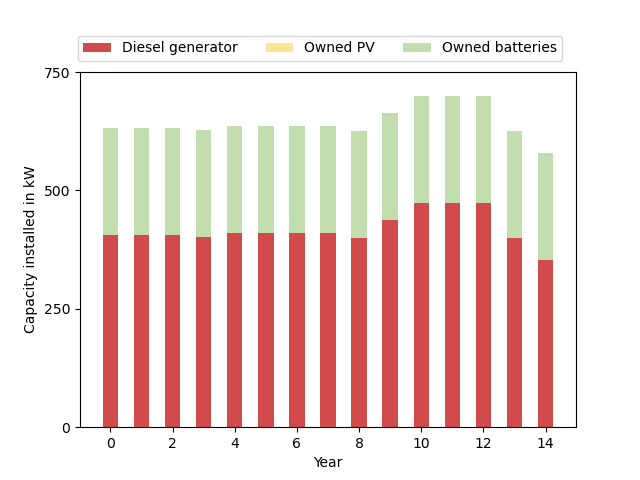 Diesel generator Owned PV Owned batteries
750
500
250
0
Capacity installed in kW
0 2 4 6 8 10 12 14
Year